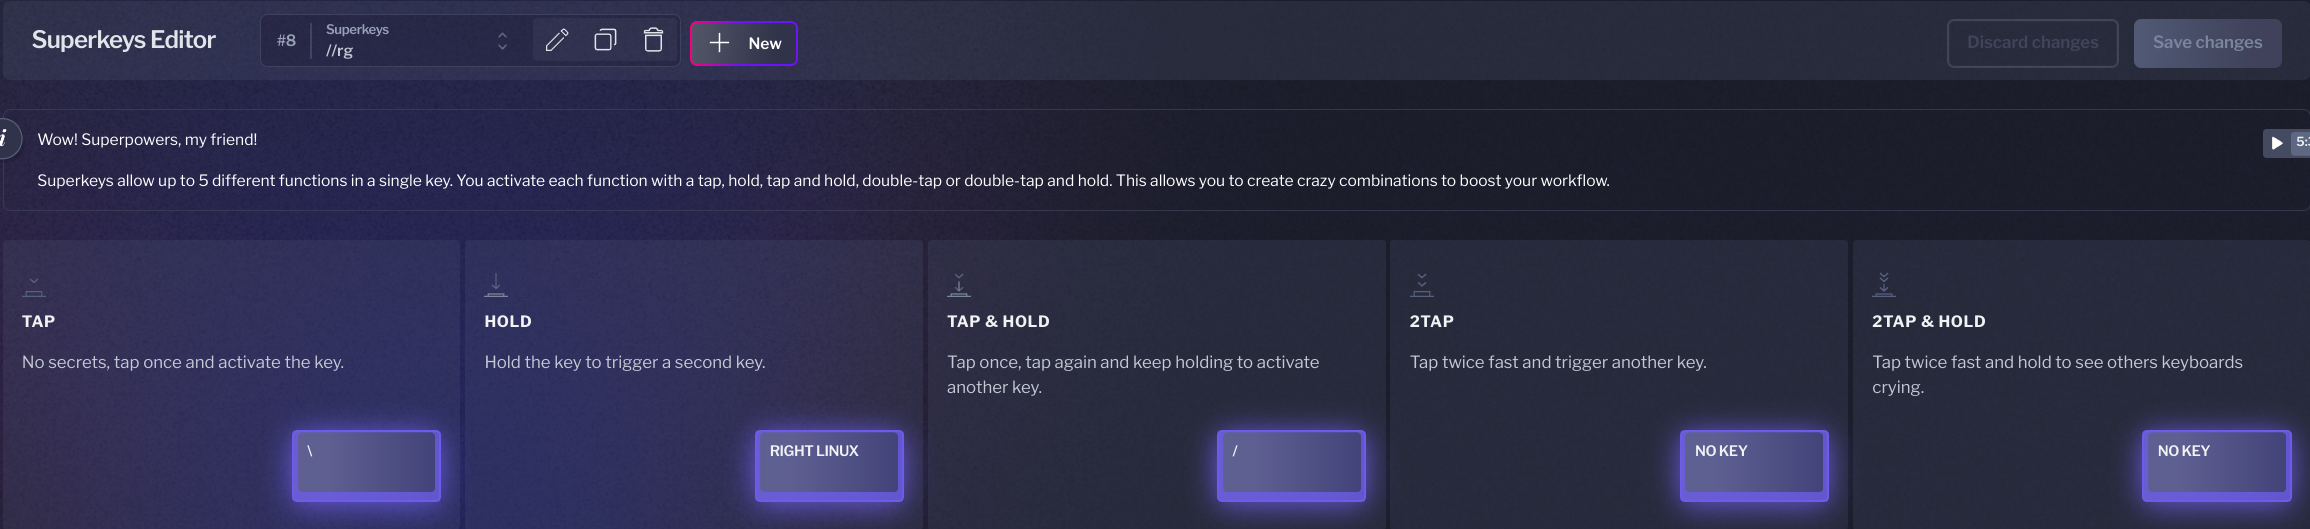 Superkeys Editor
#8
Superkeys
//rg
New
Discard changes
Save changes
i
Wow! Superpowers, my friend!
Superkeys allow up to 5 different functions in a single key. You activate each function with a tap, hold, tap and hold, double-tap or double-tap and hold. This allows you to create crazy combinations to boost your workflow.
TAP
No secrets, tap once and activate the key.
\
HOLD
Hold the key to trigger a second key.
RIGHT LINUX
TAP & HOLD
Tap once, tap again and keep holding to activate
another key.
/
2TAP
Tap twice fast and trigger another key.
NO KEY
2TAP & HOLD
Tap twice fast and hold to see others keyboards
crying.
NO KEY